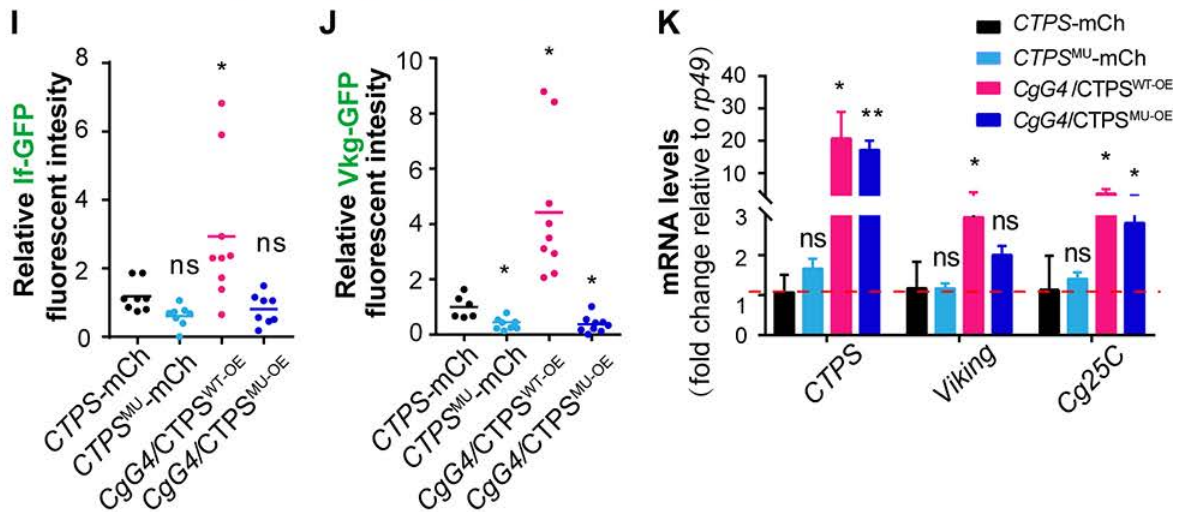 I
Relative If-GFP
fluorescent intesity
8
6
4
2
0
*
ns
ns
CTPS-mCh
CTPSMU-mCh
CgG4/CTPSWT-OE
CgG4/CTPSMU-OE
J
Relative Vkg-GFP
fluorescent intesity
10
8
6
4
2
0
*
*
*
CTPS-mCh
CTPSMU-mCh
CgG4/CTPSWT-OE
CgG4/CTPSMU-OE
K
CTPS-mCh
CTPSMU-mCh
CgG4/CTPSWT-OE
CgG4/CTPSMU-OE
mRNA levels
(fold change relative to rp49)
40
30
20
10
3
2
1
0
ns
*
**
ns
*
ns
ns
*
*
CTPS
Viking
Cg25C